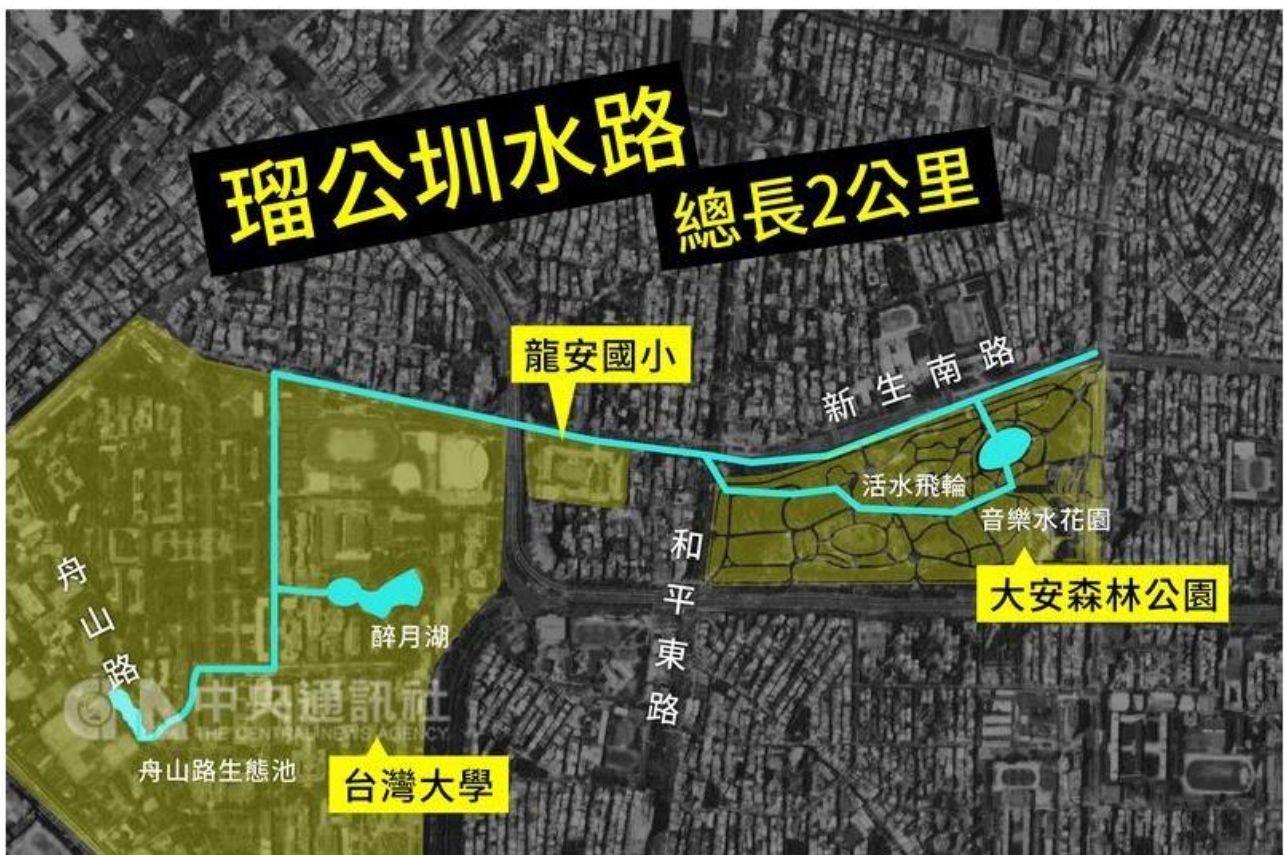 瑠公圳水路
總長2公里
龍安國小
新生南路
活水飛輪
音樂水花園
大安森林公園
和平東路
舟山路
醉月湖
中央通訊社
THE CENTRAL NEWS AGENCY
舟山路生態池
台灣大學